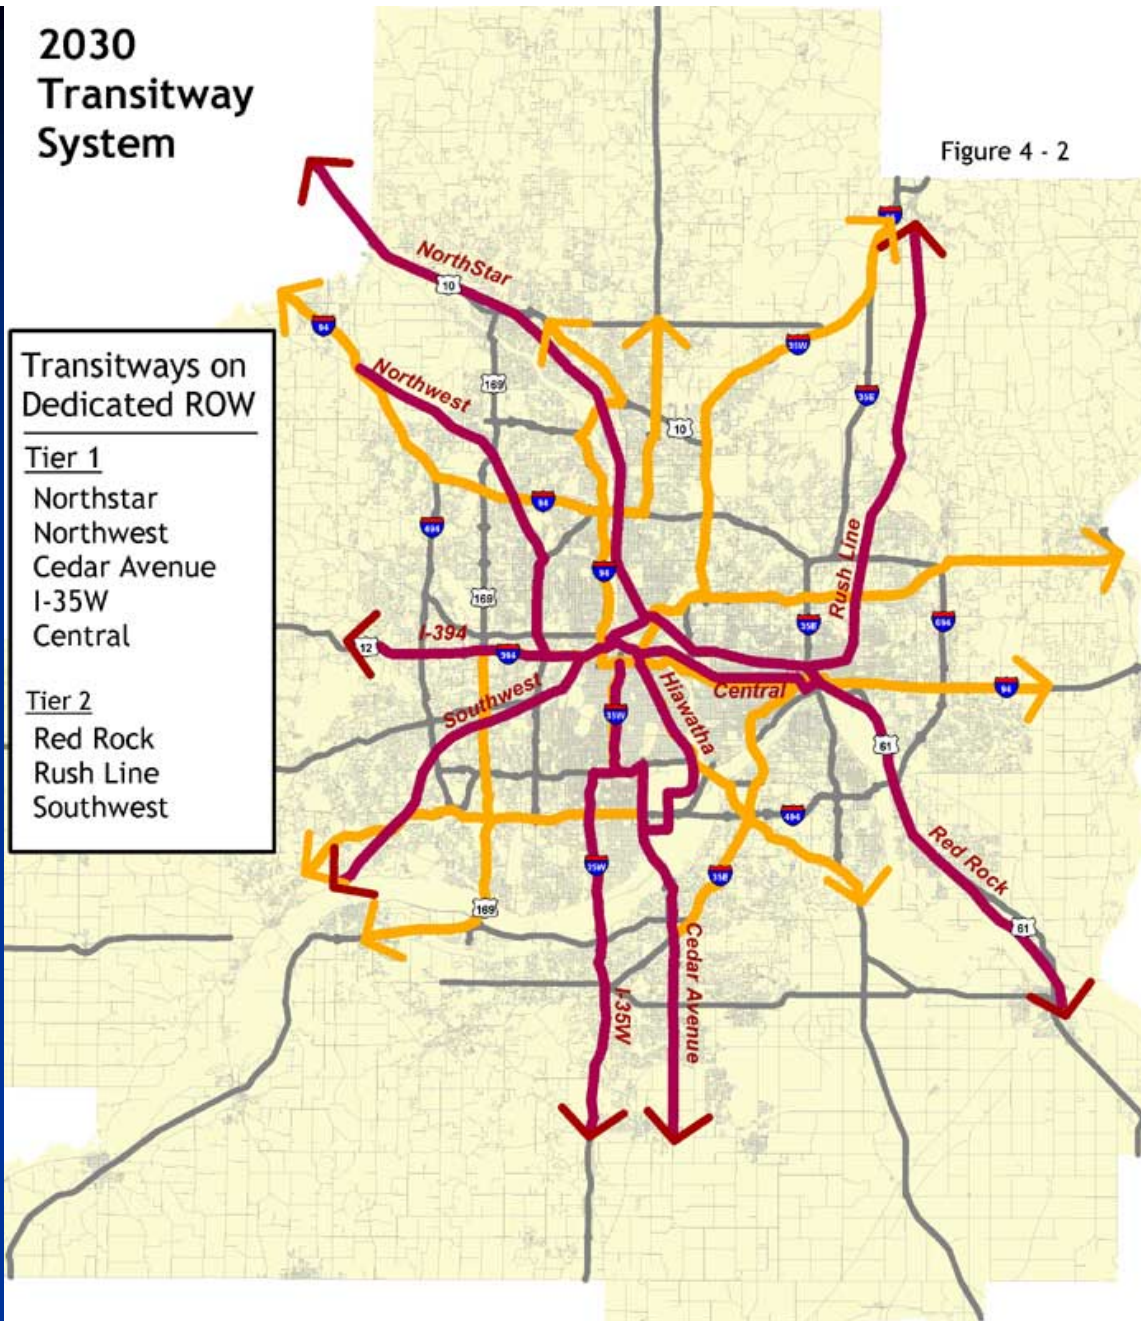 2030
Transitway
System
Figure 4 - 2
Transitways on
Dedicated ROW
Tier 1
Northstar
Northwest
Cedar Avenue
I-35W
Central
Tier 2
Red Rock
Rush Line
Southwest
NorthStar
10
94
Northwest
169
35W
35E
10
94
494
94
169
Rush Line
35E
694
I-394
12
394
Southwest
Hiawatha
Central
94
35W
61
494
35W
35E
Red Rock
169
61
Cedar Avenue
I-35W